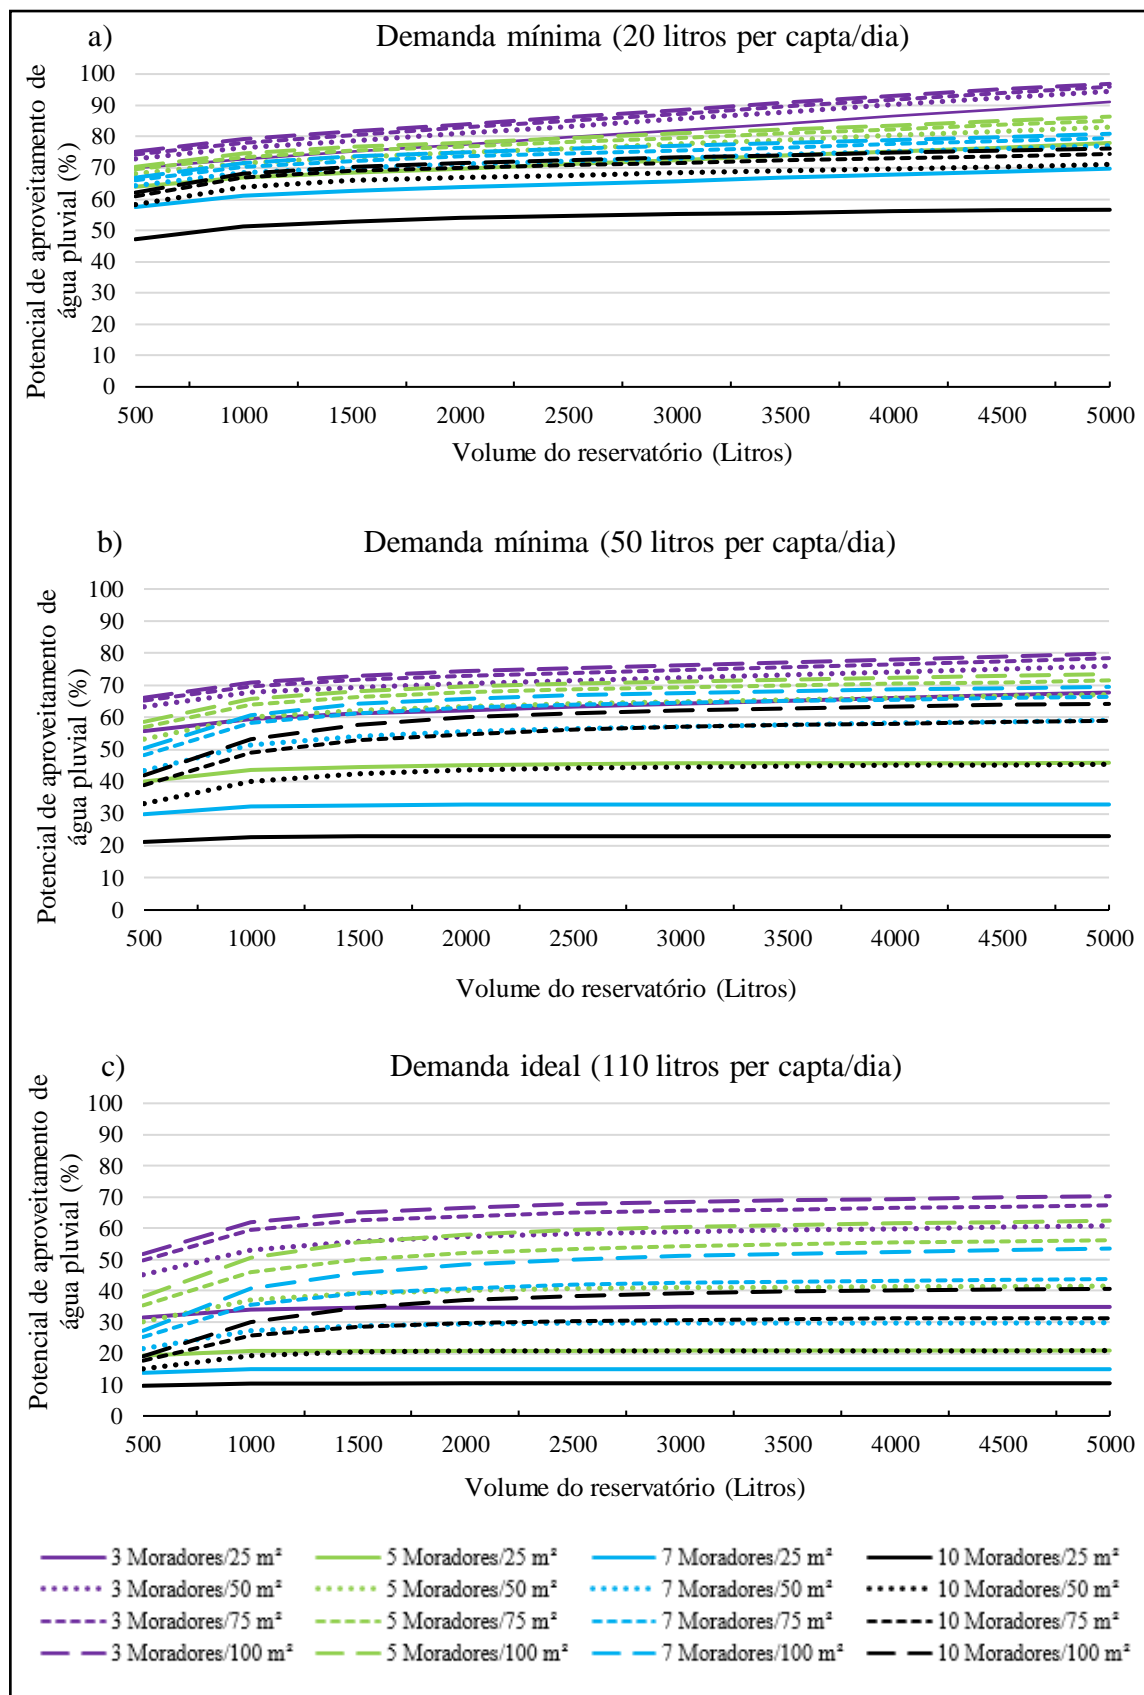 a) Demanda mínima (20 litros per capta/dia)
Potencial de aproveitamento de
água pluvial (%)
100
90
80
70
60
50
40
30
20
10
0
500 1000 1500 2000 2500 3000 3500 4000 4500 5000
Volume do reservatório (Litros)
b) Demanda mínima (50 litros per capta/dia)
Potencial de aproveitamento de
água pluvial (%)
100
90
80
70
60
50
40
30
20
10
0
500 1000 1500 2000 2500 3000 3500 4000 4500 5000
Volume do reservatório (Litros)
c) Demanda ideal (110 litros per capta/dia)
Potencial de aproveitamento de
água pluvial (%)
100
90
80
70
60
50
40
30
20
10
0
500 1000 1500 2000 2500 3000 3500 4000 4500 5000
Volume do reservatório (Litros)
3 Moradores/25 m² 5 Moradores/25 m² 7 Moradores/25 m² 10 Moradores/25 m²
3 Moradores/50 m² 5 Moradores/50 m² 7 Moradores/50 m² 10 Moradores/50 m²
3 Moradores/75 m² 5 Moradores/75 m² 7 Moradores/75 m² 10 Moradores/75 m²
3 Moradores/100 m² 5 Moradores/100 m² 7 Moradores/100 m² 10 Moradores/100 m²